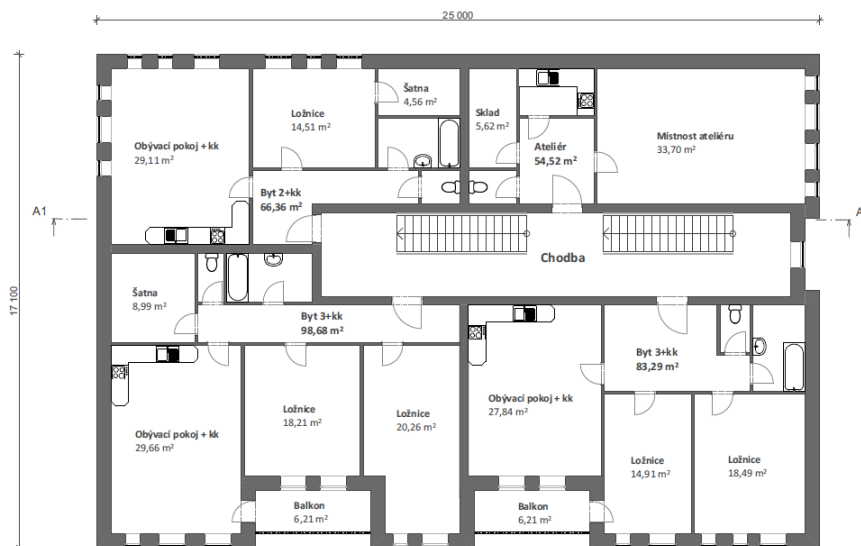 25 000
17 100
A1
A
Obývací pokoj + kk
29,11 m²
Ložnice
14,51 m²
Šatna
4,56 m²
Sklad
5,62 m²
Ateliér
54,52 m²
Místnost ateliéru
33,70 m²
Byt 2+kk
66,36 m²
Chodba
Šatna
8,99 m²
Byt 3+kk
98,68 m²
Byt 3+kk
83,29 m²
Obývací pokoj + kk
29,66 m²
Ložnice
18,21 m²
Ložnice
20,26 m²
Obývací pokoj + kk
27,84 m²
Ložnice
14,91 m²
Ložnice
18,49 m²
Balkon
6,21 m²
Balkon
6,21 m²